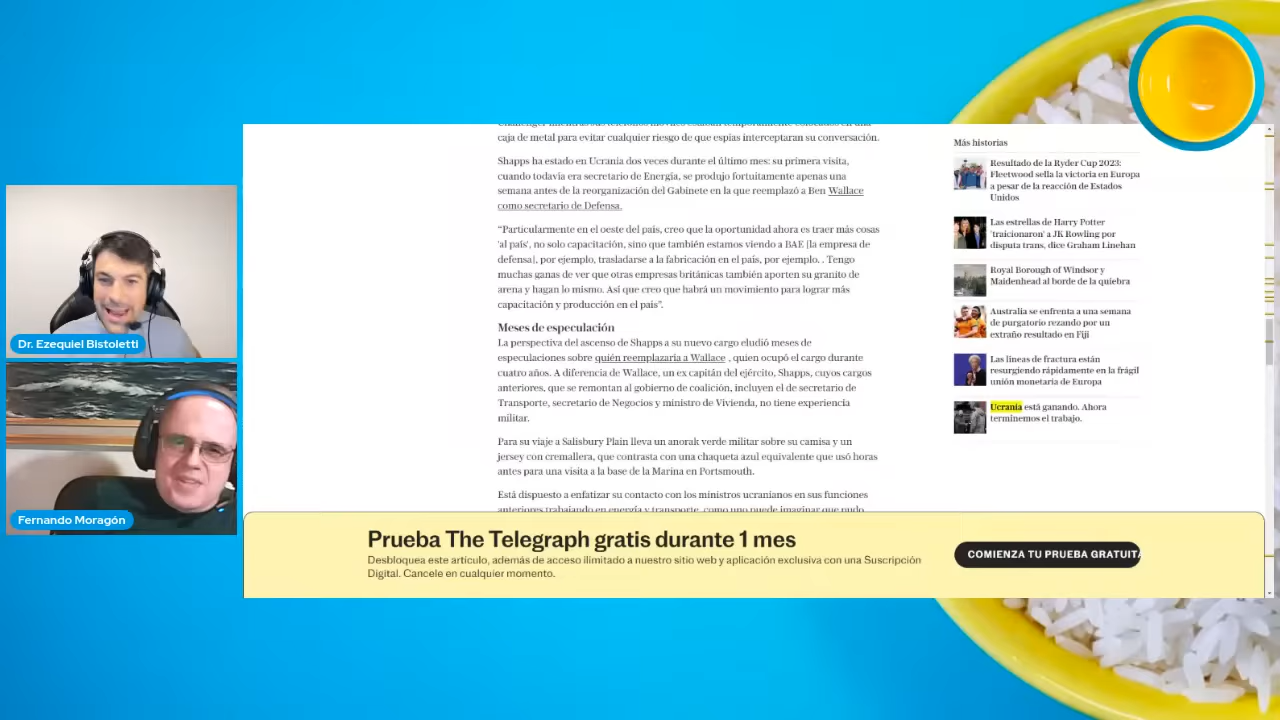 caja de metal para evitar cualquier riesgo de que espías interceptaran su conversación.
Shapps ha estado en Ucrania dos veces durante el último mes: su primera visita,
cuando todavía era secretario de Energía, se produjo fortuitamente apenas una
semana antes de la reorganización del Gabinete en la que reemplazó a Ben Wallace
como secretario de Defensa.
“Particularmente en el oeste del país, creo que la oportunidad ahora es traer más cosas
'al país', no solo capacitación, sino que también estamos viendo a BAE [la empresa de
defensa], por ejemplo, trasladarse a la fabricación en el país, por ejemplo. . Tengo
muchas ganas de ver que otras empresas británicas también aporten su granito de
arena y hagan lo mismo. Así que creo que habrá un movimiento para lograr más
capacitación y producción en el país”.
Meses de especulación
La perspectiva del ascenso de Shapps a su nuevo cargo eludió meses de
especulaciones sobre quién reemplazaría a Wallace , quien ocupó el cargo durante
cuatro años. A diferencia de Wallace, un ex capitán del ejército, Shapps, cuyos cargos
anteriores, que se remontan al gobierno de coalición, incluyen el de secretario de
Transporte, secretario de Negocios y ministro de Vivienda, no tiene experiencia
militar.
Para su viaje a Salisbury Plain lleva un anorak verde militar sobre su camisa y un
jersey con cremallera, que contrasta con una chaqueta azul equivalente que usó horas
antes para una visita a la base de la Marina en Portsmouth.
Está dispuesto a enfatizar su contacto con los ministros ucranianos en sus funciones
anteriores trabajando en energía y transporte, como uno puede imaginar que pudo
Más historias
Resultado de la Ryder Cup 2023:
Fleetwood sella la victoria en Europa
a pesar de la reacción de Estados
Unidos
Las estrellas de Harry Potter
'traicionaron' a JK Rowling por
disputa trans, dice Graham Linehan
Royal Borough of Windsor y
Maidenhead al borde de la quiebra
Australia se enfrenta a una semana
de purgatorio rezando por un
extraño resultado en Fiji
Las líneas de fractura están
resurgiendo rápidamente en la frágil
unión monetaria de Europa
Ucrania está ganando. Ahora
terminemos el trabajo.
Dr. Ezequiel Bistoletti
Fernando Moragón
Prueba The Telegraph gratis durante 1 mes
Desbloquea este artículo, además de acceso ilimitado a nuestro sitio web y aplicación exclusiva con una Suscripción
Digital. Cancele en cualquier momento.
COMIENZA TU PRUEBA GRATUITA